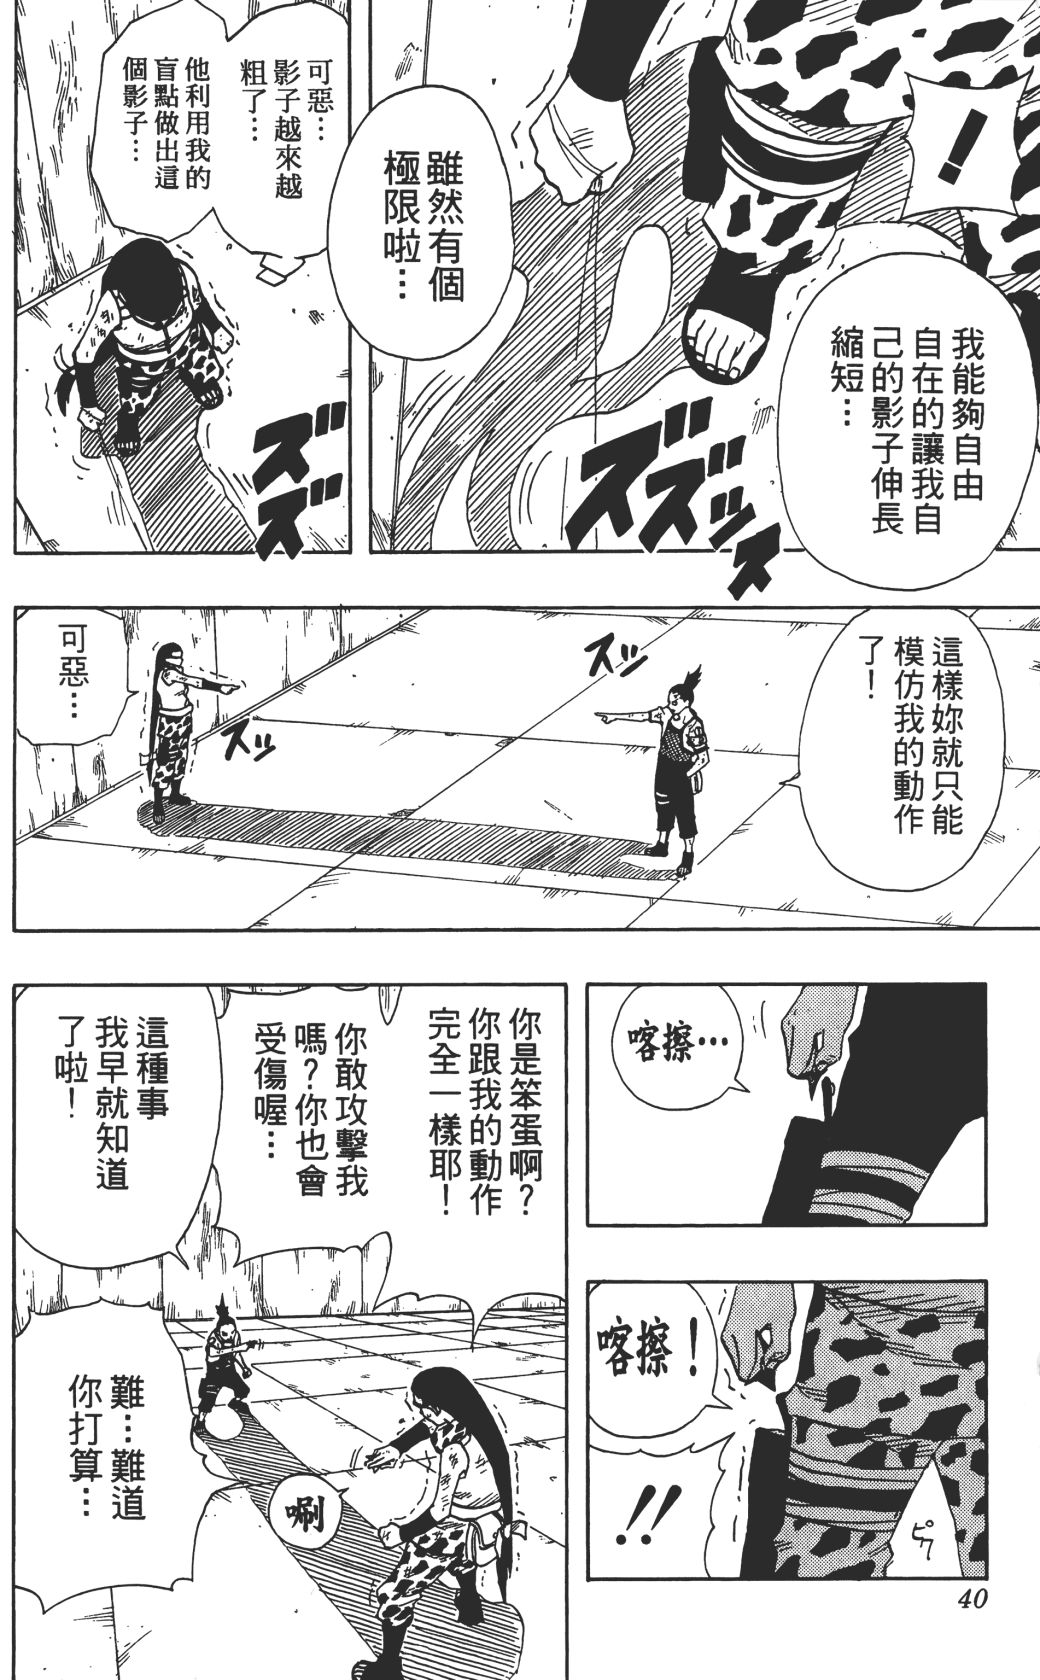 ！
我能夠自由
自在的讓我自
己的影子伸長
縮短…
雖然有個
極限啦…
ズズズッ
ズッ
可惡…
影子越來越
粗了…
他利用我的
盲點做出這
個影子…
ズズ
這樣妳就只能
模仿我的動作
了！
スッ
スッ
可惡…
喀擦…
喀擦！
！！
ピク
你是笨蛋啊？
你跟我的動作
完全一樣耶！
你敢攻擊我
嗎？你也會
受傷喔…
這種事
我早就知道
了啦！
唰
難…難道
你打算…
40